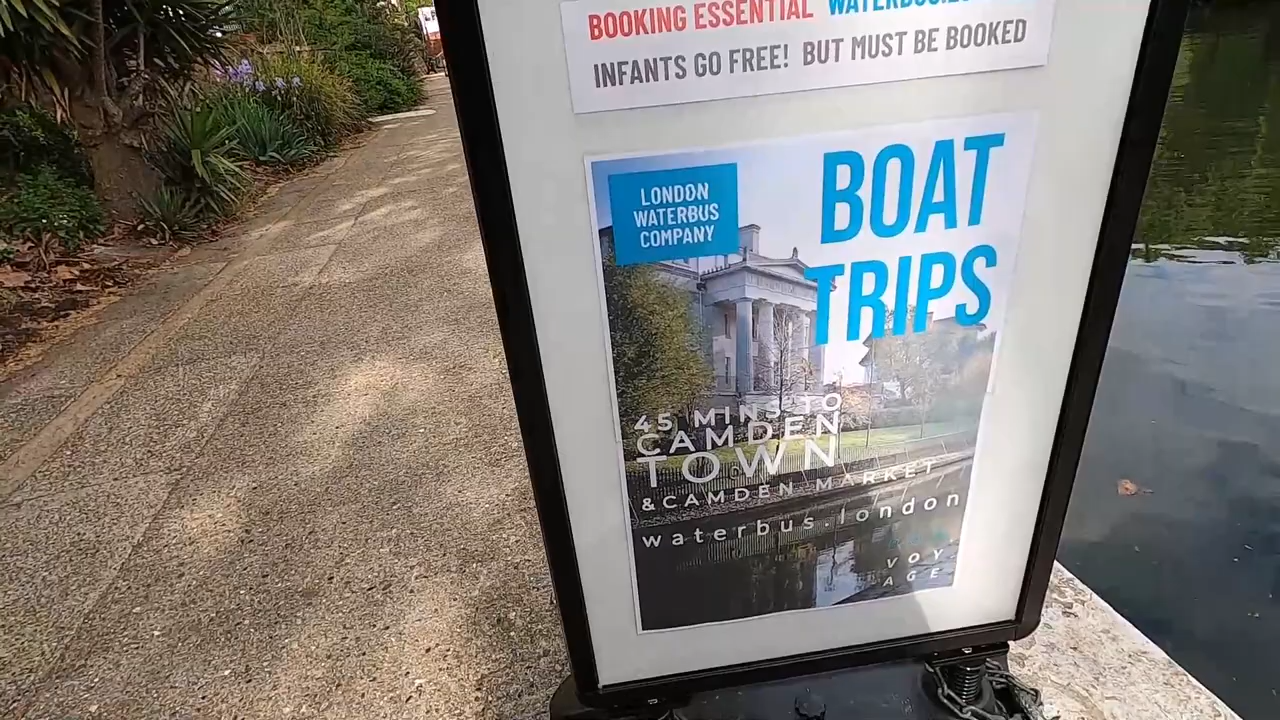 BOOKING ESSENTIAL
INFANTS GO FREE! BUT MUST BE BOOKED
LONDON
WATERBUS
COMPANY
BOAT
TRIPS
45 MINS TO
CAMDEN
TOWN
&CAMDEN MARKET
waterbus.london
VOY
AGE